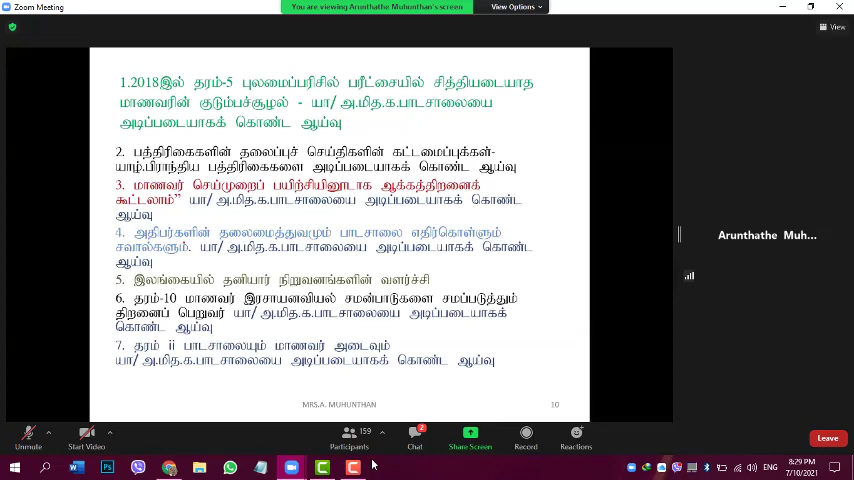 Zoom Meeting
You are viewing Arunthathe Muhunthan's screen
View Options
View
1.2018இல் தரம்-5 புலமைப்பரிசில் பரீட்சையில் சித்தியடையாத
மாணவரின் குடும்பச்சூழல் - யா/ அ.மித.க.பாடசாலையை
அடிப்படையாகக் கொண்ட ஆய்வு
2. பத்திரிகைகளின் தலைப்புச் செய்திகளின் கட்டமைப்புக்கள்-
யாழ்.பிராந்திய பத்திரிகைகளை அடிப்படையாகக் கொண்ட ஆய்வு
3. மாணவர் செய்முறைப் பயிற்சியினூடாக ஆக்கத்திறனைக்
கூட்டலாம்” யா/ அ.மித.க.பாடசாலையை அடிப்படையாகக் கொண்ட
ஆய்வு
4. அதிபர்களின் தலைமைத்துவமும் பாடசாலை எதிர்கொள்ளும்
சவால்களும். யா/ அ.மித.க.பாடசாலையை அடிப்படையாகக் கொண்ட
ஆய்வு
5. இலங்கையில் தனியார் நிறுவனங்களின் வளர்ச்சி
6. தரம்-10 மாணவர் இரசாயனவியல் சமன்பாடுகளை சமப்படுத்தும்
திறனைப் பெறுவர் யா/ அ.மித.க.பாடசாலையை அடிப்படையாகக்
கொண்ட ஆய்வு
7. தரம் ii பாடசாலையும் மாணவர் அடைவும்
யா/ அ.மித.க.பாடசாலையை அடிப்படையாகக் கொண்ட ஆய்வு
MRS.A. MUHUNTHAN 10
Arunthathe Muh...
Unmute
Start Video
159
Participants
2
Chat
Share Screen
Record
Reactions
Leave
ENG
8:29 PM
7/10/2021